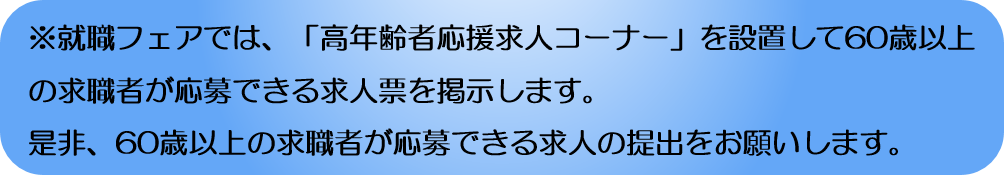 ※就職フェアでは、「高年齢者応援求人コーナー」を設置して60歳以上
の求職者が応募できる求人票を掲示します。
是非、60歳以上の求職者が応募できる求人の提出をお願いします。